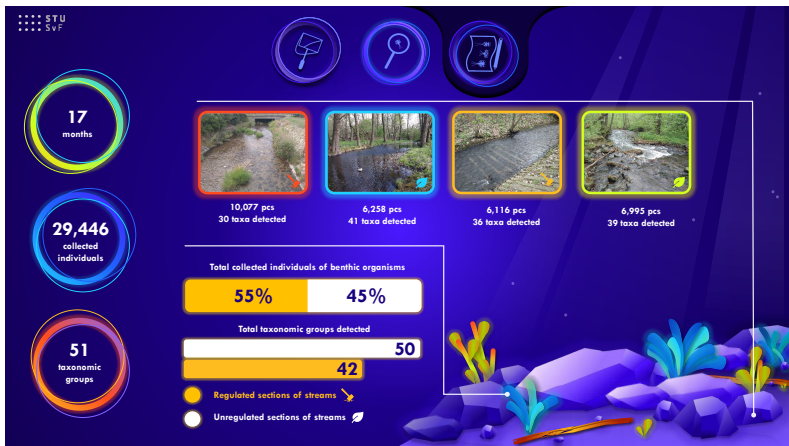 STU
SvF
17
months
29,446
collected
individuals
51
taxonomic
groups
10,077 pcs
30 taxa detected
6,258 pcs
41 taxa detected
6,116 pcs
36 taxa detected
6,995 pcs
39 taxa detected
Total collected individuals of benthic organisms
55%
45%
Total taxonomic groups detected
50
42
Regulated sections of streams
Unregulated sections of streams